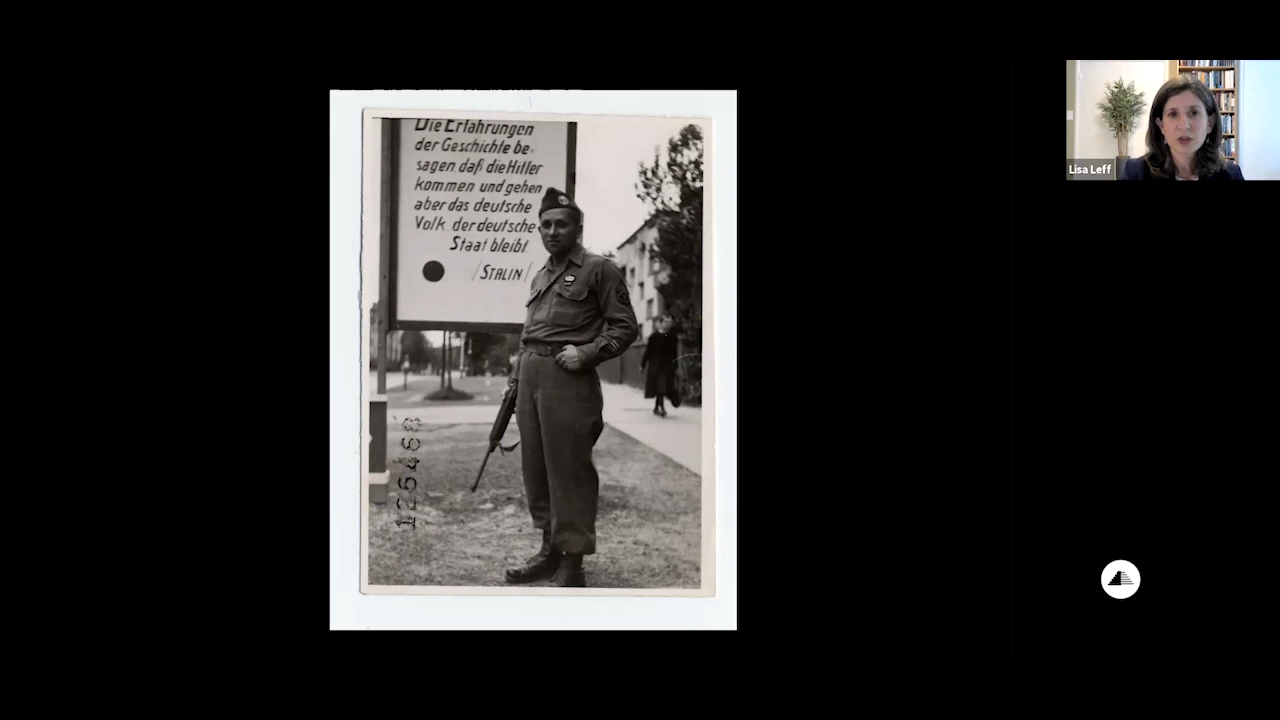 Die Erfahrungen
der Geschichte be-
sagen, daß die Hitler
kommen und gehen
aber das deutsche
Volk. der deutsche
Staat bleibt.
/STALIN/
126468
Lisa Leff